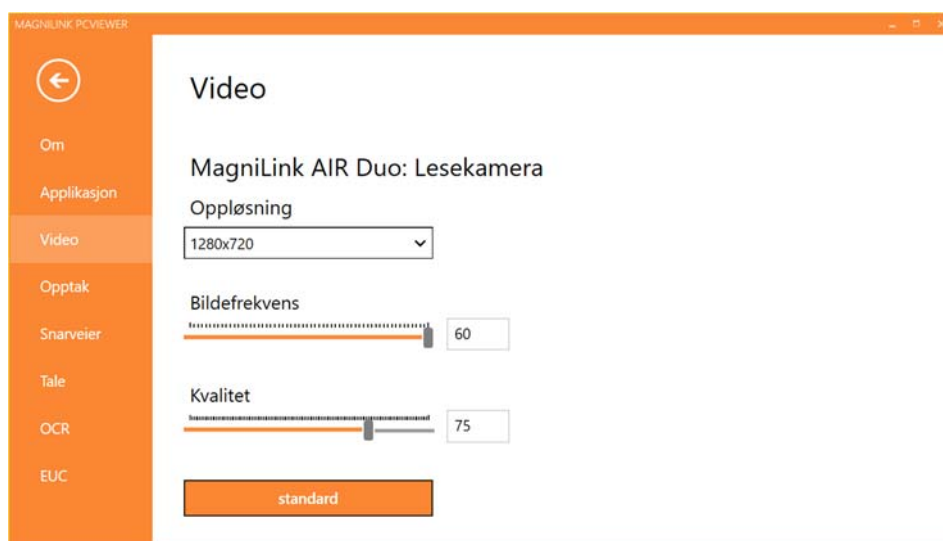 MAGNILINK PCVIEWER
Om
Applikasjon
Video
Opptak
Snarveier
Tale
OCR
EUC
Video
MagniLink AIR Duo: Lesekamera
Oppløsning
1280x720
Bildefrekvens
60
Kvalitet
75
standard